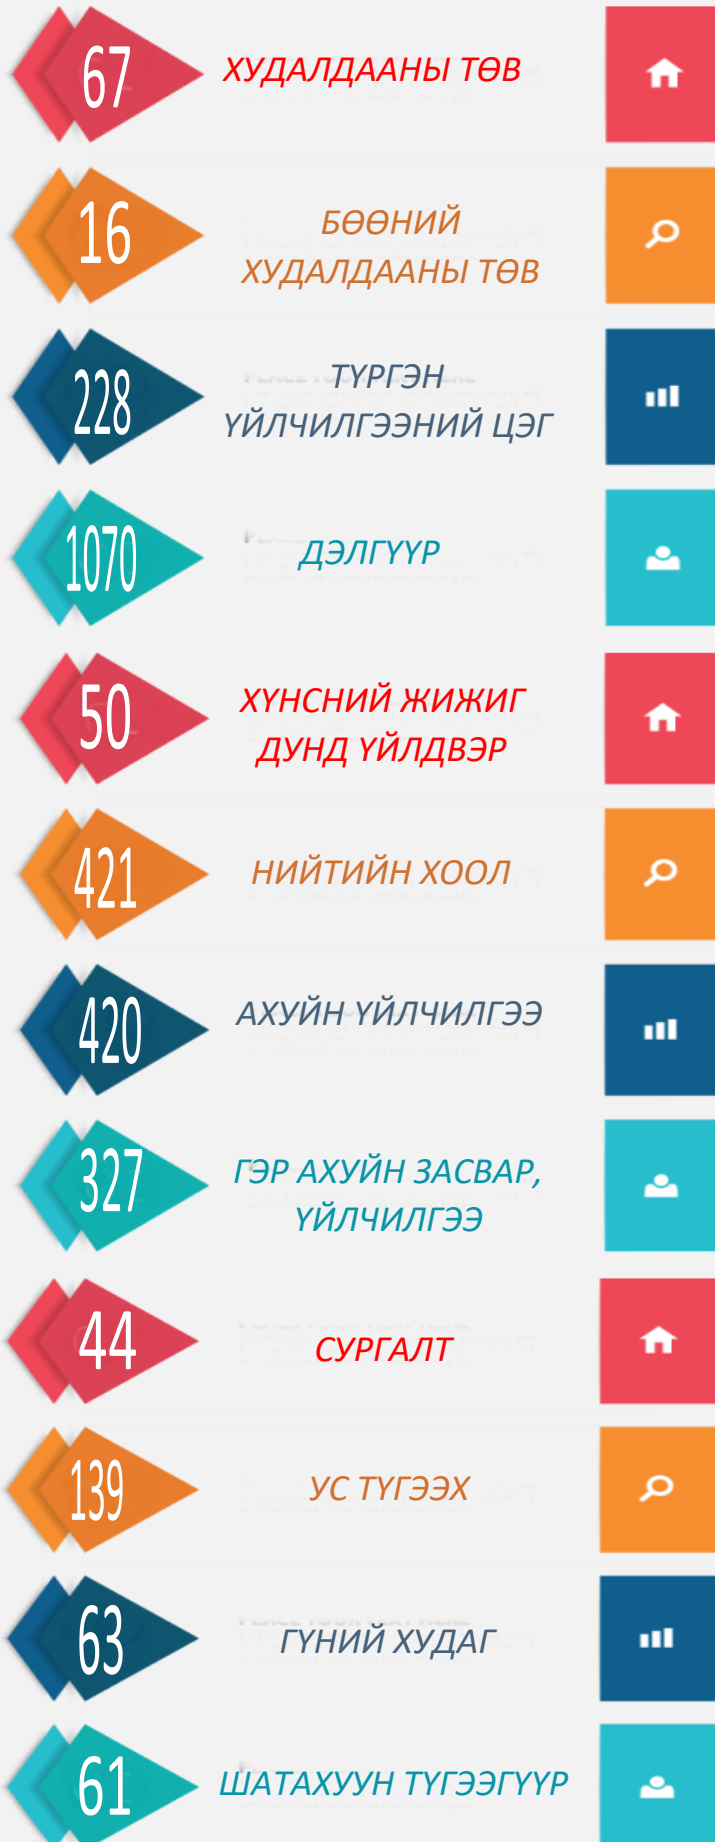 67
ХУДАЛДААНЫ ТӨВ
16
БӨӨНИЙ
ХУДАЛДААНЫ ТӨВ
228
ТҮРГЭН
ҮЙЛЧИЛГЭЭНИЙ ЦЭГ
1070
ДЭЛГҮҮР
50
ХҮНСНИЙ ЖИЖИГ
ДУНД ҮЙЛДВЭР
421
НИЙТИЙН ХООЛ
420
АХУЙН ҮЙЛЧИЛГЭЭ
327
ГЭР АХУЙН ЗАСВАР,
ҮЙЛЧИЛГЭЭ
44
СУРГАЛТ
139
УС ТҮГЭЭХ
63
ГҮНИЙ ХУДАГ
61
ШАТАХУУН ТҮГЭЭГҮҮР